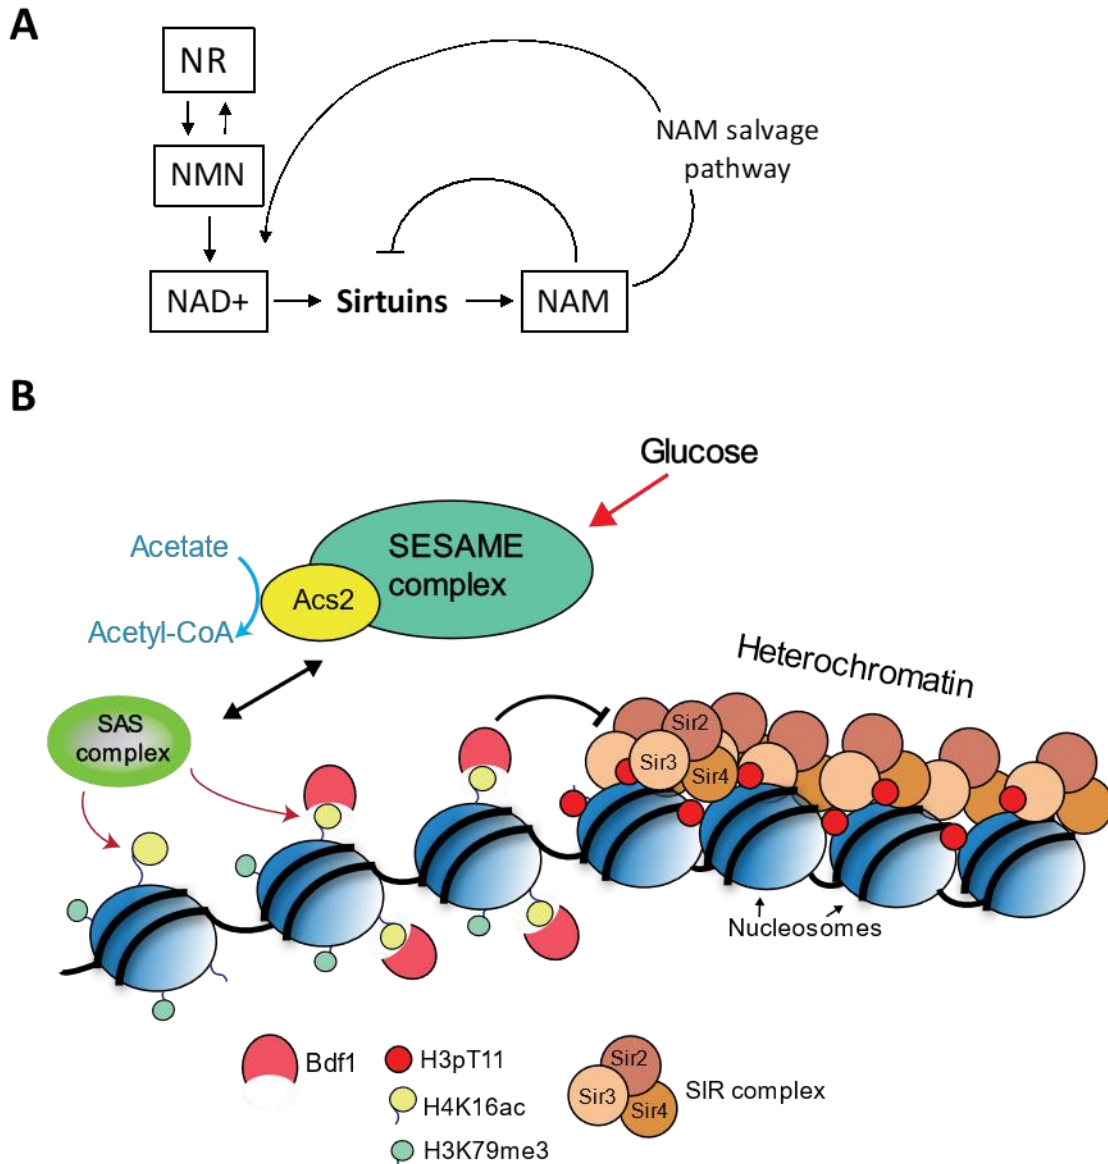 A
NR
NMN
NAD+
Sirtuins
NAM
NAM salvage
pathway
B
Glucose
SESAME
complex
Acs2
Acetate
Acetyl-CoA
SAS
complex
Heterochromatin
Sir2
Sir3
Sir4
Nucleosomes
Bdf1
H3pT11
H4K16ac
H3K79me3
Sir2
Sir3
Sir4
SIR complex